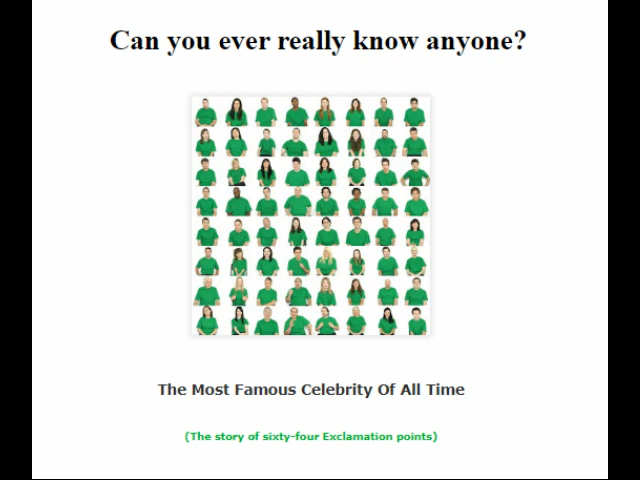 Can you ever really know anyone?
The Most Famous Celebrity Of All Time
(The story of sixty-four Exclamation points)